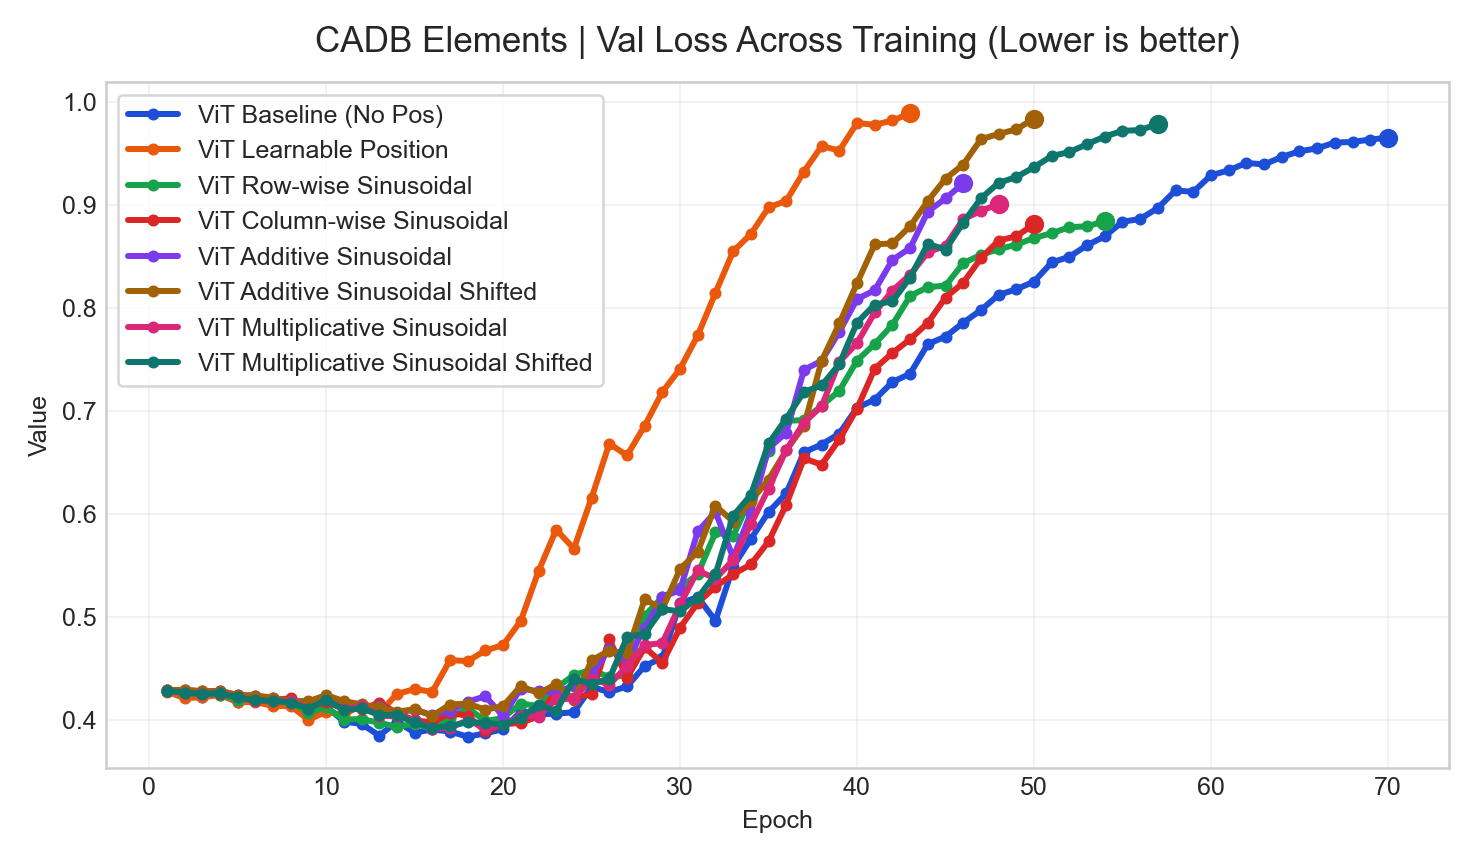 CADB Elements | Val Loss Across Training (Lower is better)
ViT Baseline (No Pos)
ViT Learnable Position
ViT Row-wise Sinusoidal
ViT Column-wise Sinusoidal
ViT Additive Sinusoidal
ViT Additive Sinusoidal Shifted
ViT Multiplicative Sinusoidal
ViT Multiplicative Sinusoidal Shifted
Value
1.0
0.9
0.8
0.7
0.6
0.5
0.4
0 10 20 30 40 50 60 70
Epoch